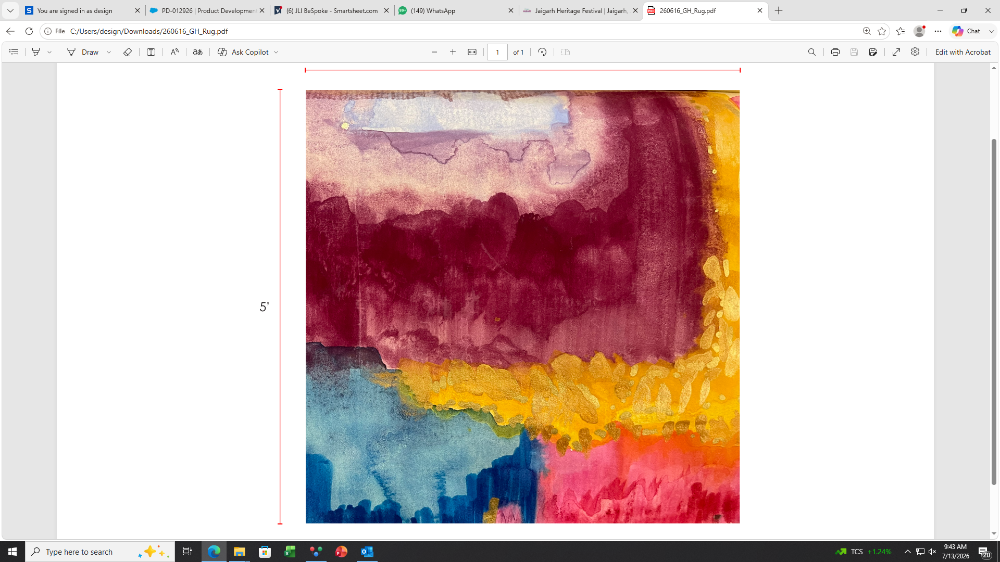 You are signed in as design
PD-012926 | Product Development
(6) JLI BeSpoke - Smartsheet.com
99+
(149) WhatsApp
Jaigarh Heritage Festival | Jaigarh,
260616_GH_Rug.pdf
File C:/Users/design/Downloads/260616_GH_Rug.pdf
Chat
Draw
Ask Copilot
1 of 1
Edit with Acrobat
5'
Type here to search
TCS +1.24%
9:43 AM
7/13/2026
20